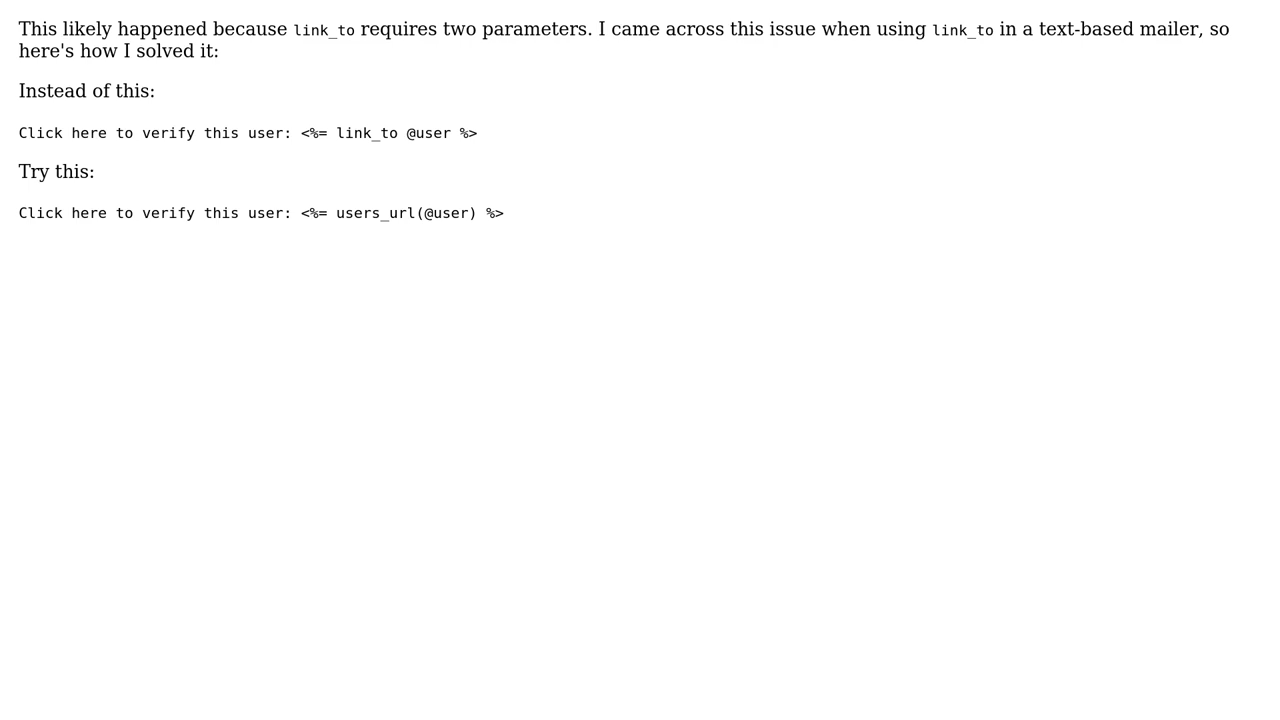 This likely happened because link_to requires two parameters. I came across this issue when using link_to in a text-based mailer, so
here's how I solved it:
Instead of this:
Click here to verify this user: <%= link_to @user %>
Try this:
Click here to verify this user: <%= users_url(@user) %>